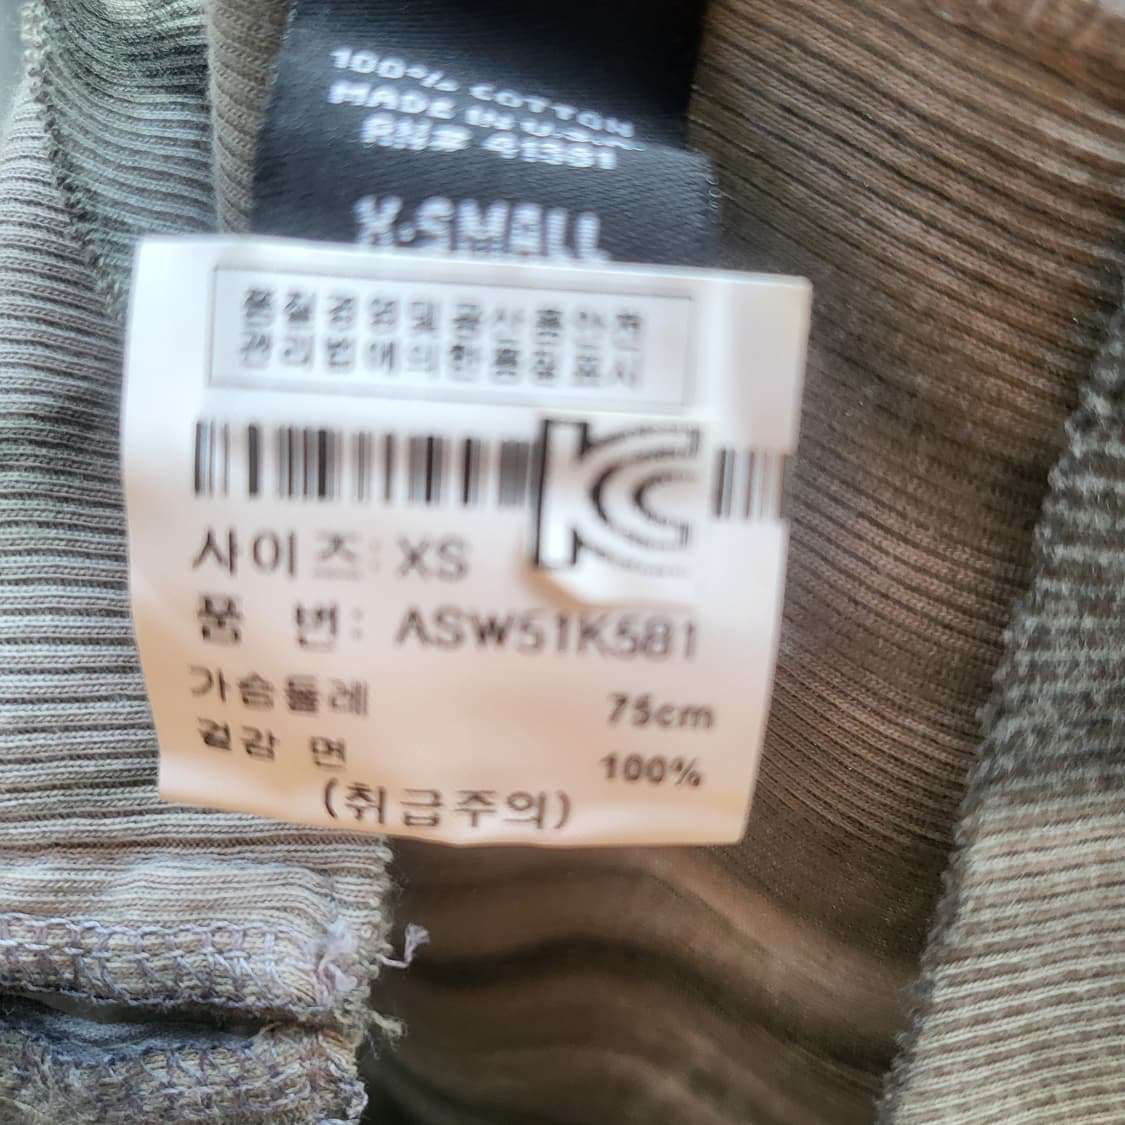 100% COTTON
MADE IN U.S.A.
RN# 41381
X-SMALL
품질경영및공산품안전
관리법에의한품질표시
KC
사이즈: XS
품 번: ASW51K581
가슴둘레 75cm
겉감 면 100%
(취급주의)